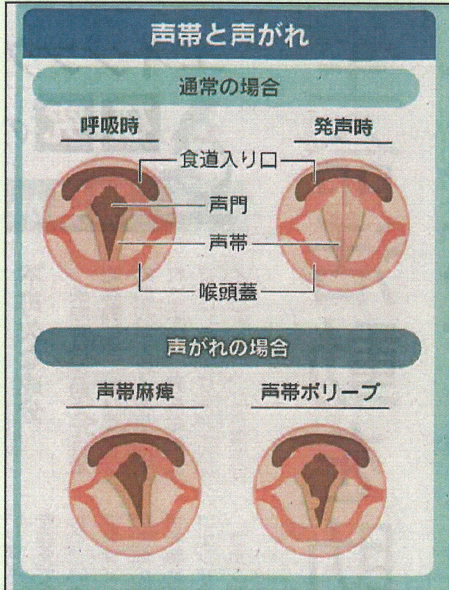 声帯と声がれ
通常の場合
呼吸時
発声時
食道入り口
声門
声帯
喉頭蓋
声がれの場合
声帯麻痺
声帯ポリープ